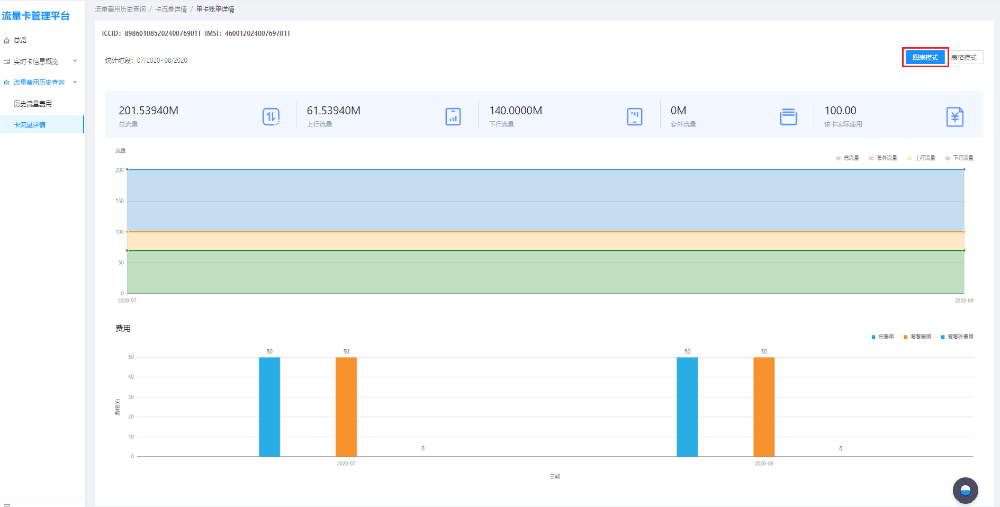 流量卡管理平台
总览
实时卡信息概览
流量费用历史查询
历史流量费用
卡流量详情
流量费用历史查询 / 卡流量详情 / 单卡账单详情
ICCID：89860108520240076901T IMSI：46001202400769701T
统计时段：07/2020~08/2020
图表模式 表格模式
201.53940M
总流量
61.53940M
上行流量
140.0000M
下行流量
0M
套外流量
100.00
该卡实际费用
流量
总流量 套外流量 上行流量 下行流量
200
150
100
50
0
2020-07 2020-08
费用
总费用 套餐费用 套餐外费用
50 50 0 50 50 0
50
40
30
20
10
0
费用(€)
2020-07 2020-08
日期